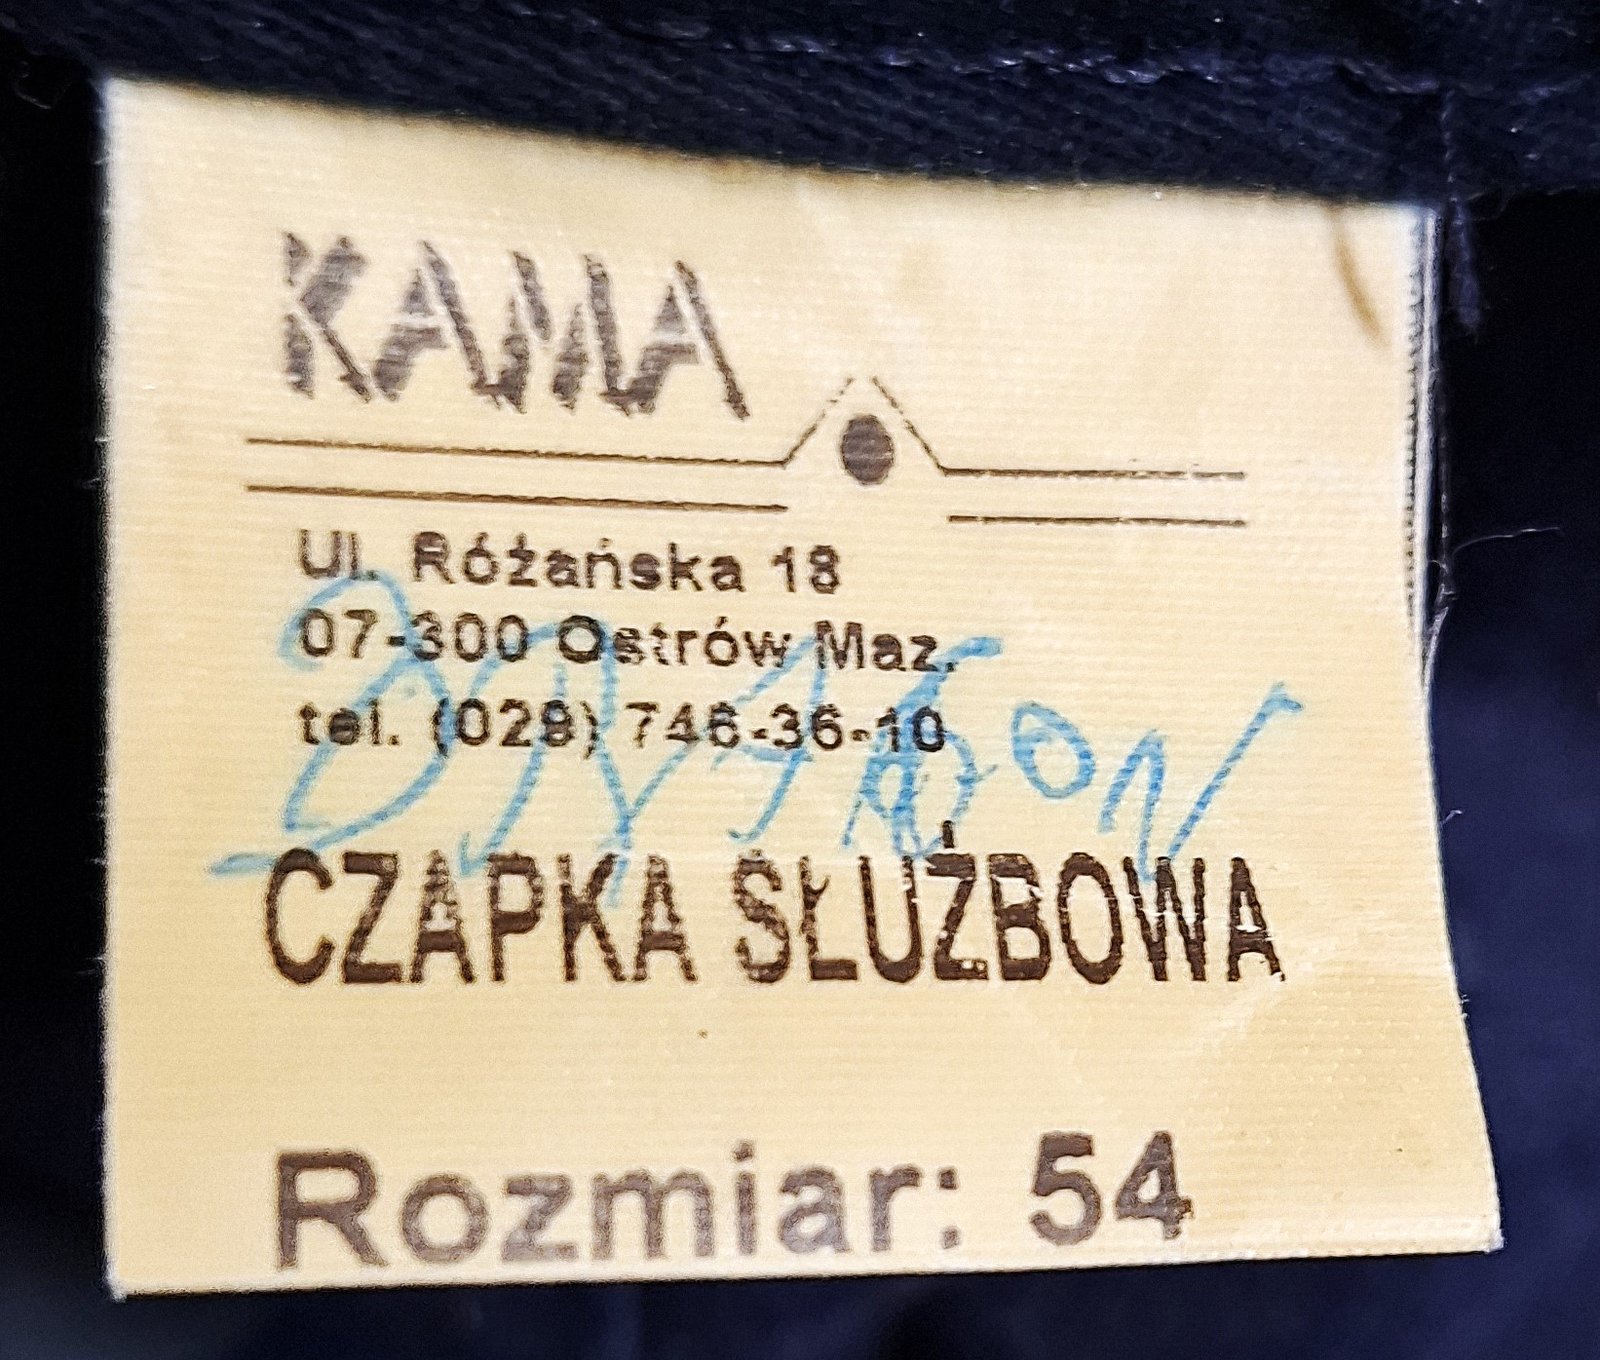 KAMA
Ul. Różańska 18
07-300 Ostrów Maz.
tel. (029) 746-36-10
CZAPKA SŁUŻBOWA
Rozmiar: 54